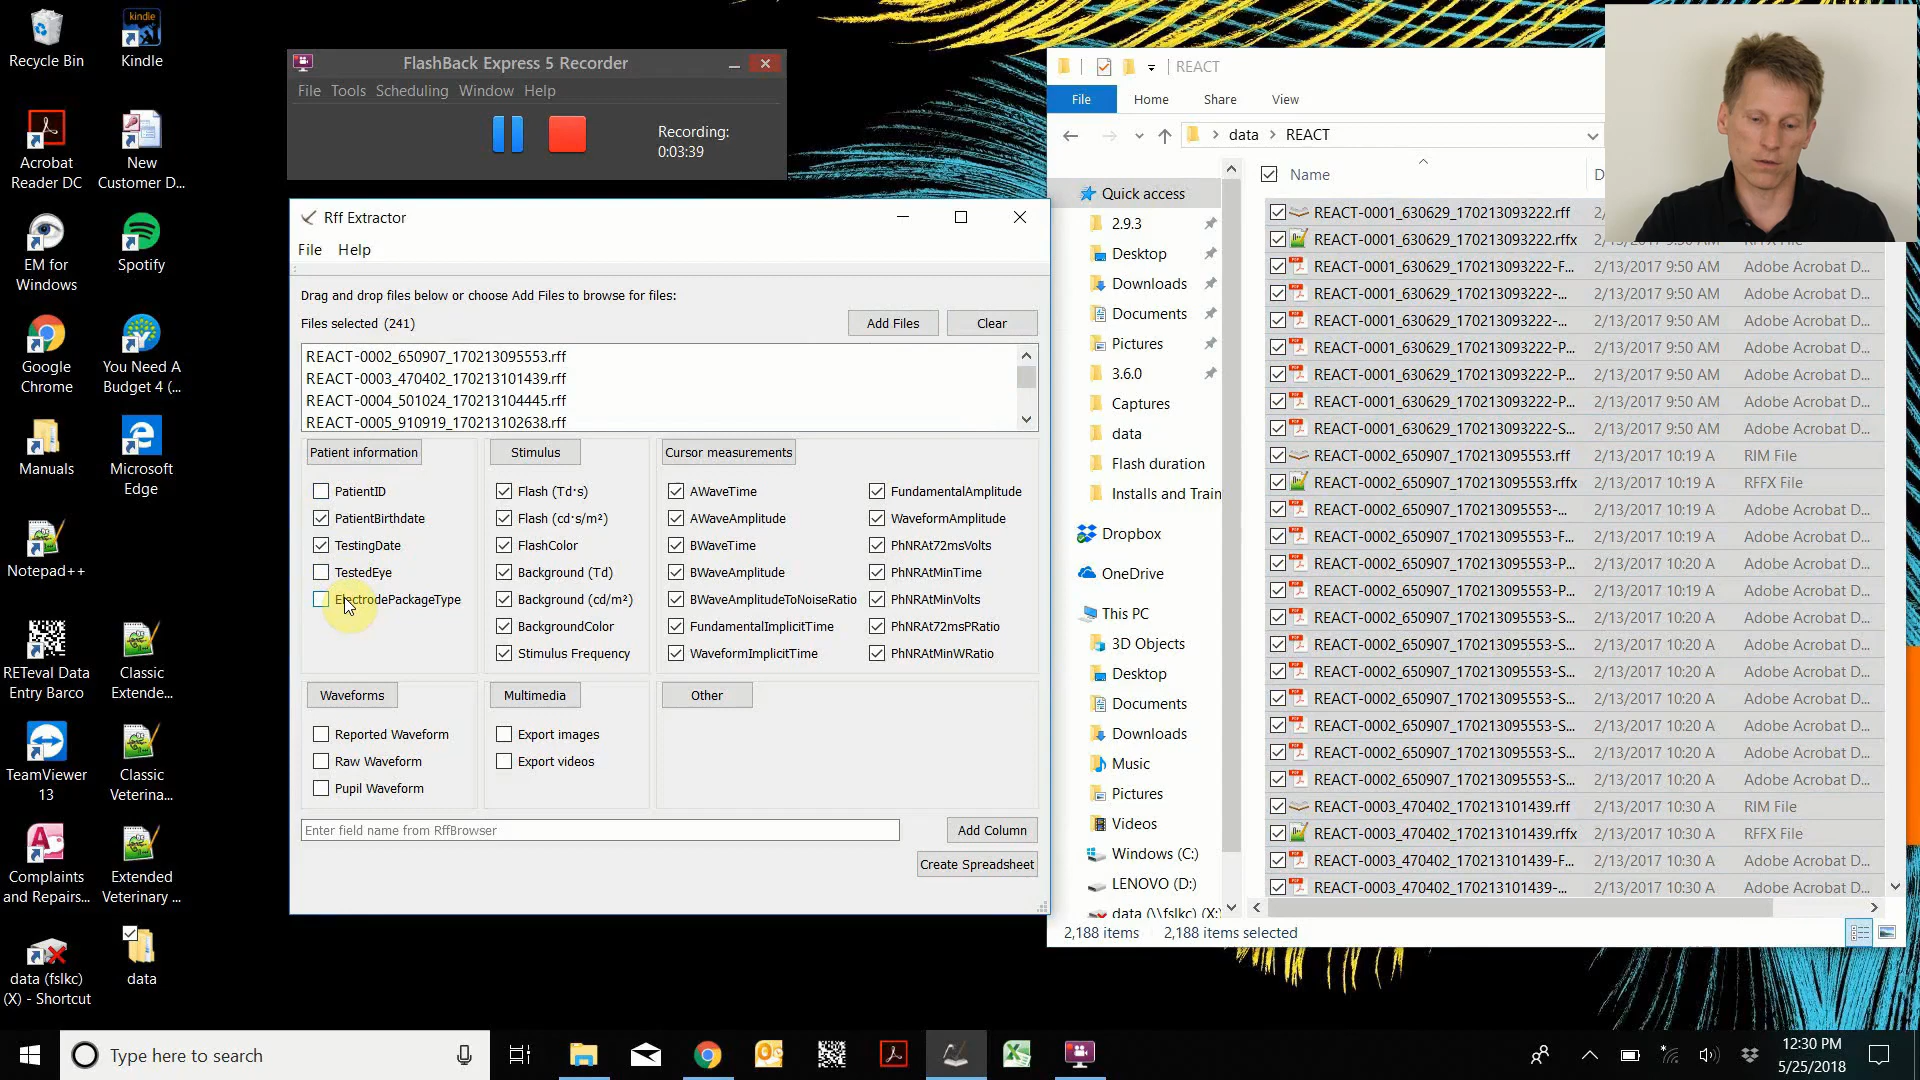 Recycle Bin
Kindle
Acrobat
Reader DC
New
Customer D...
EM for
Windows
Spotify
Google
Chrome
You Need A
Budget 4 (...
Manuals
Microsoft
Edge
Notepad++
RETeval Data
Entry Barco
Classic
Extende...
TeamViewer
13
Classic
Veterina...
Complaints
and Repairs...
Extended
Veterinary ...
data (fslkc)
(X) - Shortcut
data
FlashBack Express 5 Recorder
File Tools Scheduling Window Help
Recording:
0:03:39
Rff Extractor
File Help
Drag and drop files below or choose Add Files to browse for files:
Files selected (241)
Add Files
Clear
REACT-0002_650907_170213095553.rff
REACT-0003_470402_170213101439.rff
REACT-0004_501024_170213104445.rff
REACT-0005_910919_170213102638.rff
Patient information
PatientID
PatientBirthdate
TestingDate
TestedEye
ElectrodePackageType
Stimulus
Flash (Td·s)
Flash (cd·s/m²)
FlashColor
Background (Td)
Background (cd/m²)
BackgroundColor
Stimulus Frequency
Cursor measurements
AWaveTime
AWaveAmplitude
BWaveTime
BWaveAmplitude
BWaveAmplitudeToNoiseRatio
FundamentalImplicitTime
WaveformImplicitTime
FundamentalAmplitude
WaveformAmplitude
PhNRAt72msVolts
PhNRAtMinTime
PhNRAtMinVolts
PhNRAt72msPRatio
PhNRAtMinWRatio
Waveforms
Reported Waveform
Raw Waveform
Pupil Waveform
Multimedia
Export images
Export videos
Other
Enter field name from RffBrowser
Add Column
Create Spreadsheet
REACT
File Home Share View
data REACT
Quick access
2.9.3
Desktop
Downloads
Documents
Pictures
3.6.0
Captures
data
Flash duration
Installs and Train
Dropbox
OneDrive
This PC
3D Objects
Desktop
Documents
Downloads
Music
Pictures
Videos
Windows (C:)
LENOVO (D:)
data (\\fslkc) (X:)
Name D
REACT-0001_630629_170213093222.rff 2/
REACT-0001_630629_170213093222.rffx
REACT-0001_630629_170213093222-F... 2/13/2017 9:50 AM Adobe Acrobat D...
REACT-0001_630629_170213093222-... 2/13/2017 9:50 AM Adobe Acrobat D...
REACT-0001_630629_170213093222-... 2/13/2017 9:50 AM Adobe Acrobat D...
REACT-0001_630629_170213093222-P... 2/13/2017 9:50 AM Adobe Acrobat D...
REACT-0001_630629_170213093222-P... 2/13/2017 9:50 AM Adobe Acrobat D...
REACT-0001_630629_170213093222-P... 2/13/2017 9:50 AM Adobe Acrobat D...
REACT-0001_630629_170213093222-S... 2/13/2017 9:50 AM Adobe Acrobat D...
REACT-0002_650907_170213095553.rff 2/13/2017 10:19 A RIM File
REACT-0002_650907_170213095553.rffx 2/13/2017 10:19 A RFFX File
REACT-0002_650907_170213095553-... 2/13/2017 10:19 A Adobe Acrobat D...
REACT-0002_650907_170213095553-F... 2/13/2017 10:19 A Adobe Acrobat D...
REACT-0002_650907_170213095553-P... 2/13/2017 10:19 A Adobe Acrobat D...
REACT-0002_650907_170213095553-P... 2/13/2017 10:19 A Adobe Acrobat D...
REACT-0002_650907_170213095553-S... 2/13/2017 10:19 A Adobe Acrobat D...
REACT-0002_650907_170213095553-S... 2/13/2017 10:20 A Adobe Acrobat D...
REACT-0002_650907_170213095553-S... 2/13/2017 10:20 A Adobe Acrobat D...
REACT-0002_650907_170213095553-S... 2/13/2017 10:20 A Adobe Acrobat D...
REACT-0002_650907_170213095553-S... 2/13/2017 10:20 A Adobe Acrobat D...
REACT-0002_650907_170213095553-S... 2/13/2017 10:20 A Adobe Acrobat D...
REACT-0002_650907_170213095553-S... 2/13/2017 10:20 A Adobe Acrobat D...
REACT-0003_470402_170213101439.rff 2/13/2017 10:30 A RIM File
REACT-0003_470402_170213101439.rffx 2/13/2017 10:30 A RFFX File
REACT-0003_470402_170213101439-F... 2/13/2017 10:30 A Adobe Acrobat D...
REACT-0003_470402_170213101439-... 2/13/2017 10:30 A Adobe Acrobat D...
2,188 items 2,188 items selected
Type here to search
12:30 PM
5/25/2018